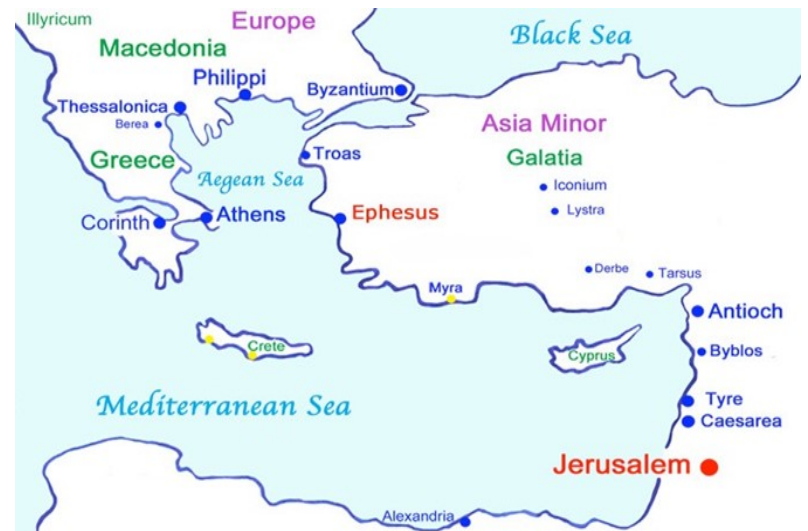 Illyricum
Europe
Macedonia
Black Sea
Philippi
Byzantium
Thessalonica
Berea
Asia Minor
Greece
Troas
Galatia
Aegean Sea
Iconium
Lystra
Corinth
Athens
Ephesus
Derbe
Tarsus
Myra
Antioch
Crete
Cyprus
Byblos
Mediterranean Sea
Tyre
Caesarea
Jerusalem
Alexandria